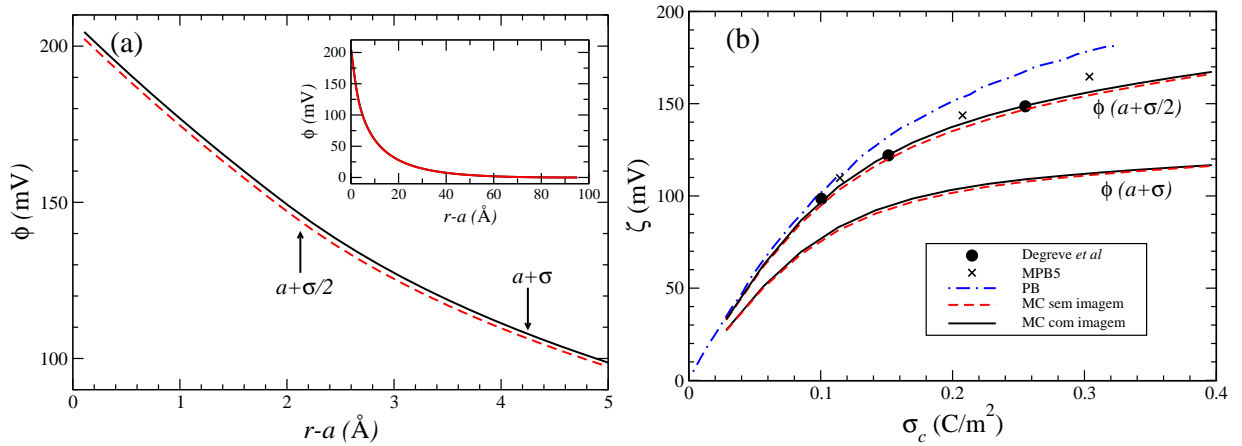 (a)
200
150
100
ϕ (mV)
0
1
2
3
4
5
r-a (Å)
a+σ/2
a+σ
200
150
100
50
0
ϕ (mV)
0
20
40
60
80
100
r-a (Å)
(b)
200
150
100
50
0
ζ (mV)
0
0.1
0.2
0.3
0.4
σc (C/m²)
ϕ (a+σ/2)
ϕ (a+σ)
Degreve et al
MPB5
PB
MC sem imagem
MC com imagem